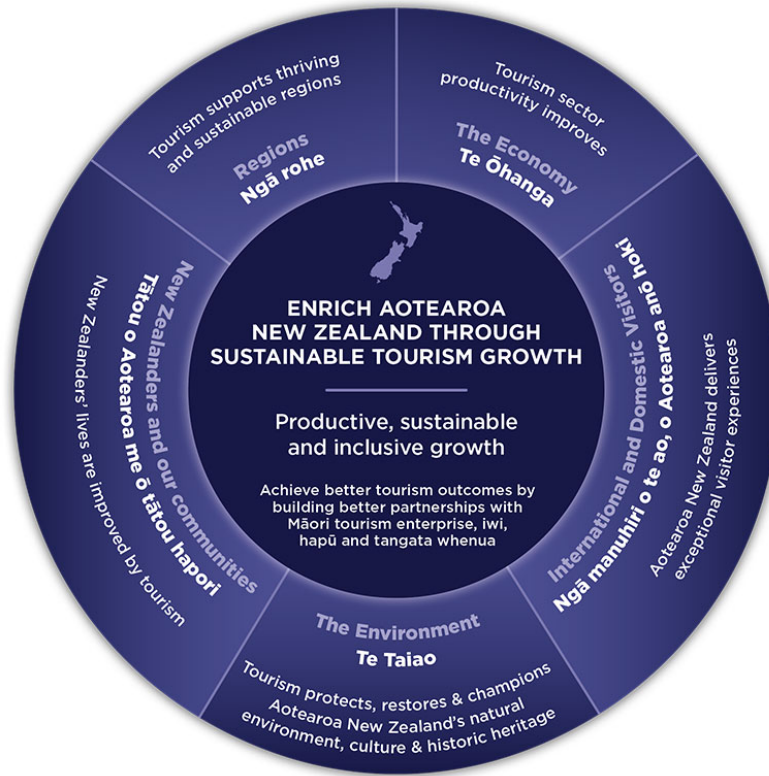 Tourism supports thriving
and sustainable regions
Regions
Ngā rohe
Tourism sector
productivity improves
The Economy
Te Ōhanga
International and Domestic Visitors
Ngā manuhiri o te ao, o Aotearoa anō hoki
Aotearoa New Zealand delivers
exceptional visitor experiences
The Environment
Te Taiao
Tourism protects, restores & champions
Aotearoa New Zealand's natural
environment, culture & historic heritage
New Zealanders and our communities
Tātou o Aotearoa me ō tātou hapori
New Zealanders' lives are improved by tourism
ENRICH AOTEAROA
NEW ZEALAND THROUGH
SUSTAINABLE TOURISM GROWTH
Productive, sustainable
and inclusive growth
Achieve better tourism outcomes by
building better partnerships with
Māori tourism enterprise, iwi,
hapū and tangata whenua